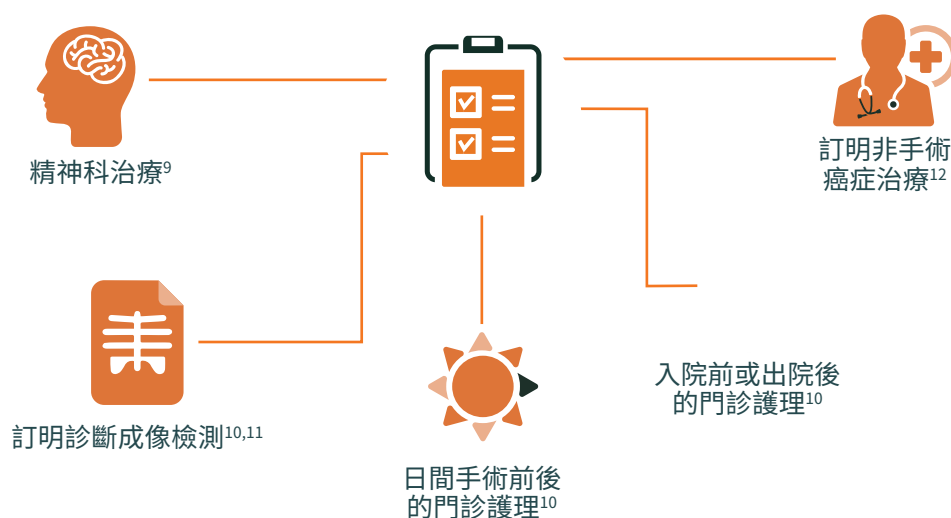 精神科治療9
訂明非手術
癌症治療12
訂明診斷成像檢測10,11
日間手術前後
的門診護理10
入院前或出院後
的門診護理10